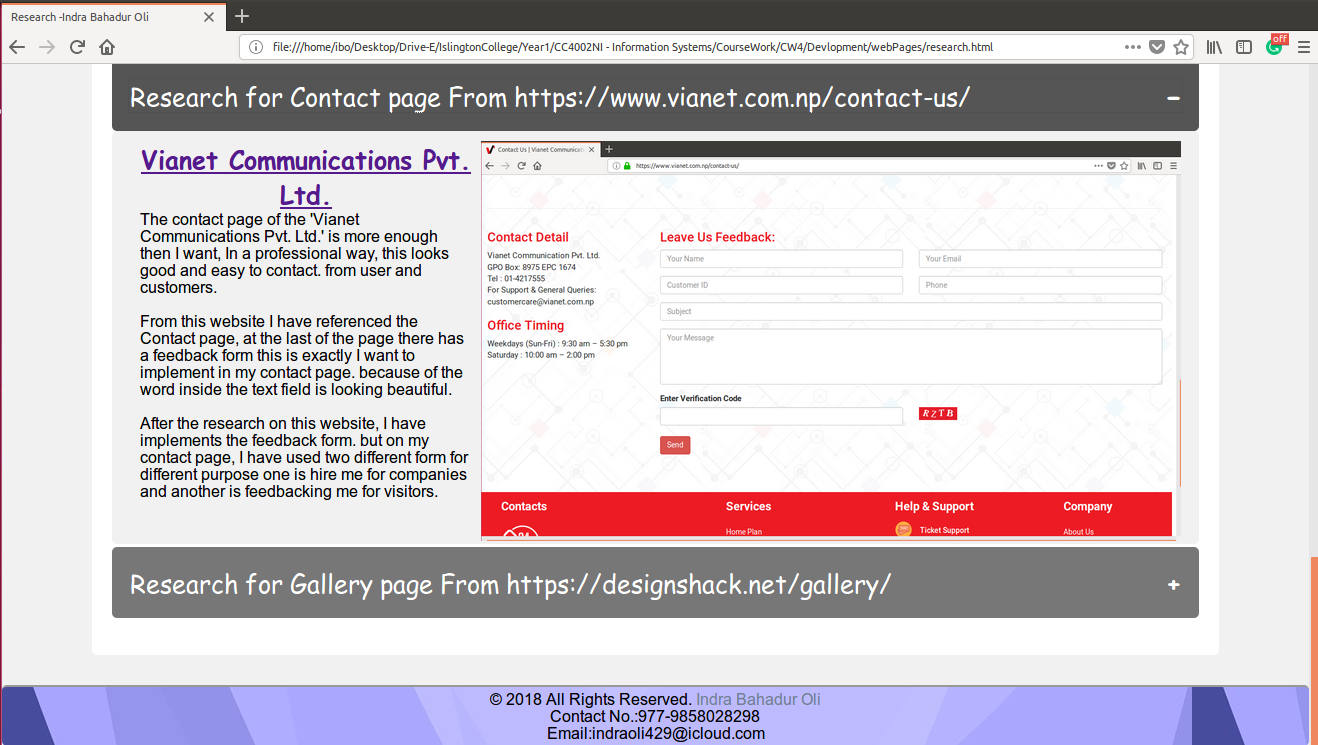 Research -Indra Bahadur Oli
file:///home/ibo/Desktop/Drive-E/IslingtonCollege/Year1/CC4002NI - Information Systems/CourseWork/CW4/Devlopment/webPages/research.html
off
Research for Contact page From https://www.vianet.com.np/contact-us/
Vianet Communications Pvt.
Ltd.
The contact page of the 'Vianet
Communications Pvt. Ltd.' is more enough
then I want, In a professional way, this looks
good and easy to contact. from user and
customers.
From this website I have referenced the
Contact page, at the last of the page there has
a feedback form this is exactly I want to
implement in my contact page. because of the
word inside the text field is looking beautiful.
After the research on this website, I have
implements the feedback form. but on my
contact page, I have used two different form for
different purpose one is hire me for companies
and another is feedbacking me for visitors.
Contact Us | Vianet Communicati
https://www.vianet.com.np/contact-us/
Contact Detail
Vianet Communication Pvt. Ltd.
GPO Box: 8975 EPC 1674
Tel : 01-4217555
For Support & General Queries:
customercare@vianet.com.np
Office Timing
Weekdays (Sun-Fri) : 9:30 am – 5:30 pm
Saturday : 10:00 am – 2:00 pm
Leave Us Feedback:
Your Name
Your Email
Customer ID
Phone
Subject
Your Message
Enter Verification Code
RZTB
Send
Contacts
Services
Help & Support
Company
24
Home Plan
Ticket Support
About Us
Research for Gallery page From https://designshack.net/gallery/
© 2018 All Rights Reserved. Indra Bahadur Oli
Contact No.:977-9858028298
Email:indraoli429@icloud.com